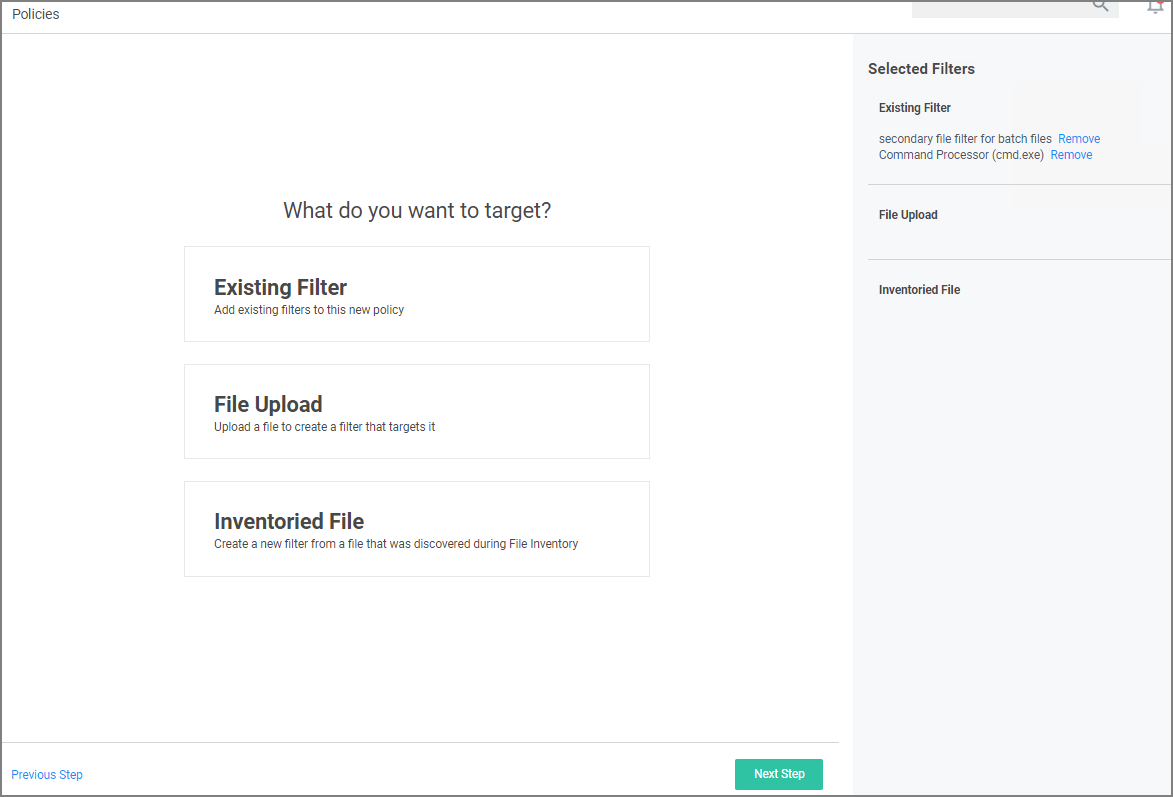 Policies
What do you want to target?
Existing Filter
Add existing filters to this new policy
File Upload
Upload a file to create a filter that targets it
Inventoried File
Create a new filter from a file that was discovered during File Inventory
Previous Step
Next Step
Selected Filters
Existing Filter
secondary file filter for batch files Remove
Command Processor (cmd.exe) Remove
File Upload
Inventoried File